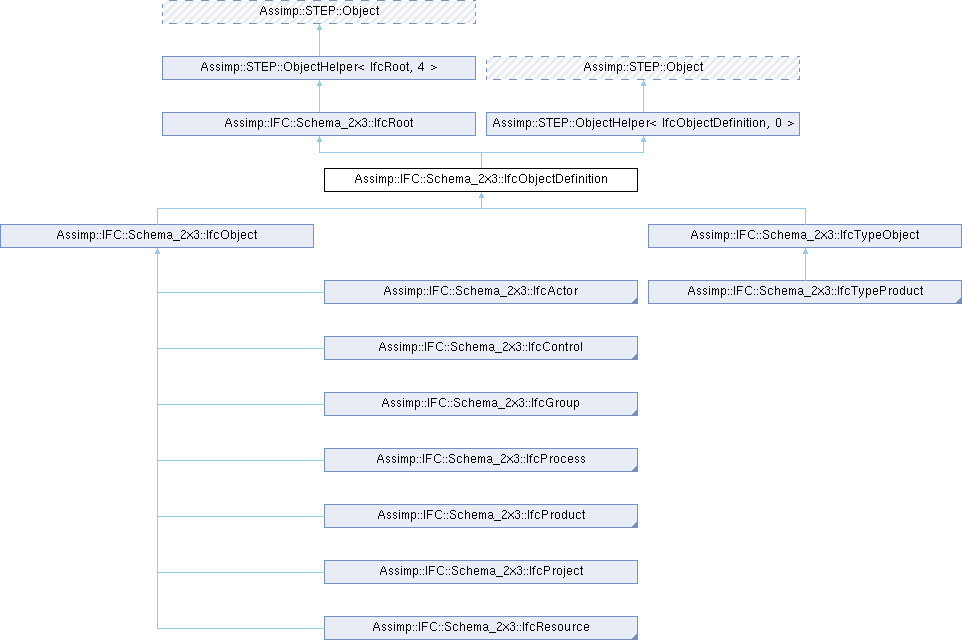 Assimp::STEP::Object
Assimp::STEP::ObjectHelper< IfcRoot, 4 >
Assimp::STEP::Object
Assimp::IFC::Schema_2x3::IfcRoot
Assimp::STEP::ObjectHelper< IfcObjectDefinition, 0 >
Assimp::IFC::Schema_2x3::IfcObjectDefinition
Assimp::IFC::Schema_2x3::IfcObject
Assimp::IFC::Schema_2x3::IfcTypeObject
Assimp::IFC::Schema_2x3::IfcActor
Assimp::IFC::Schema_2x3::IfcTypeProduct
Assimp::IFC::Schema_2x3::IfcControl
Assimp::IFC::Schema_2x3::IfcGroup
Assimp::IFC::Schema_2x3::IfcProcess
Assimp::IFC::Schema_2x3::IfcProduct
Assimp::IFC::Schema_2x3::IfcProject
Assimp::IFC::Schema_2x3::IfcResource